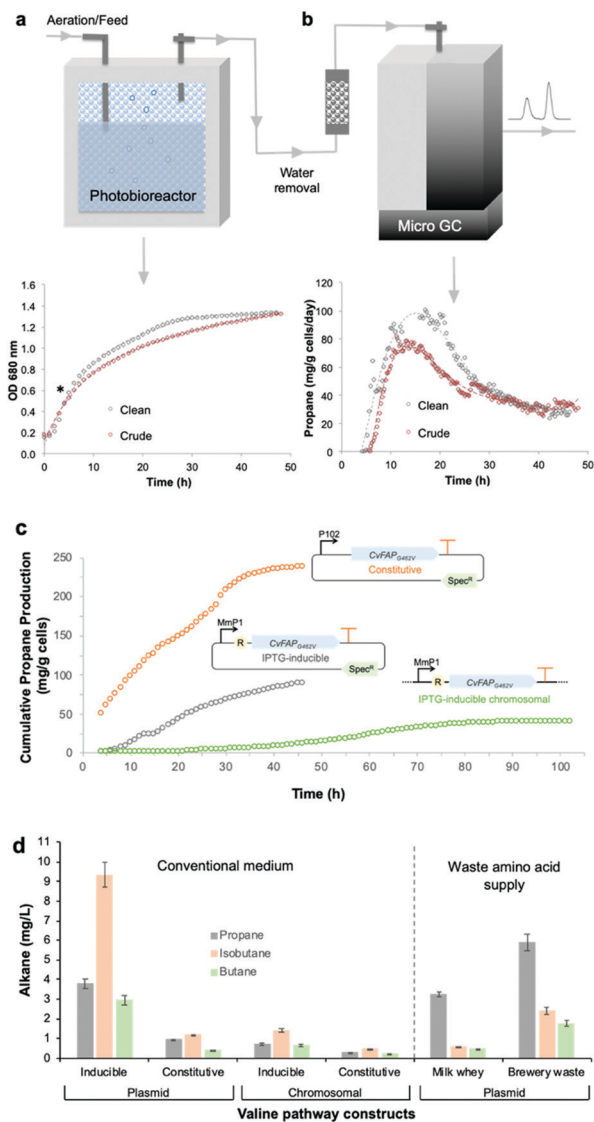 a
b
Aeration/Feed
Photobioreactor
Water
removal
Micro GC
OD 680 nm
1.6
1.4
1.2
1.0
0.8
0.6
0.4
0.2
0.0
*
Clean
Crude
0 10 20 30 40 50
Time (h)
Propane (mg/g cells/day)
120
100
80
60
40
20
0
Clean
Crude
0 10 20 30 40 50
Time (h)
c
Cumulative Propane Production
(mg/g cells)
250
200
150
100
50
0
P102
CvFAPG462V
Constitutive
SpecR
MmP1
R CvFAPG462V
IPTG-inducible
SpecR
MmP1
R CvFAPG462V
IPTG-inducible chromosomal
0 10 20 30 40 50 60 70 80 90 100
Time (h)
d
Alkane (mg/L)
11
10
9
8
7
6
5
4
3
2
1
0
Conventional medium
Waste amino acid
supply
Propane
Isobutane
Butane
Inducible Constitutive Inducible Constitutive Milk whey Brewery waste
Plasmid Chromosomal Plasmid
Valine pathway constructs